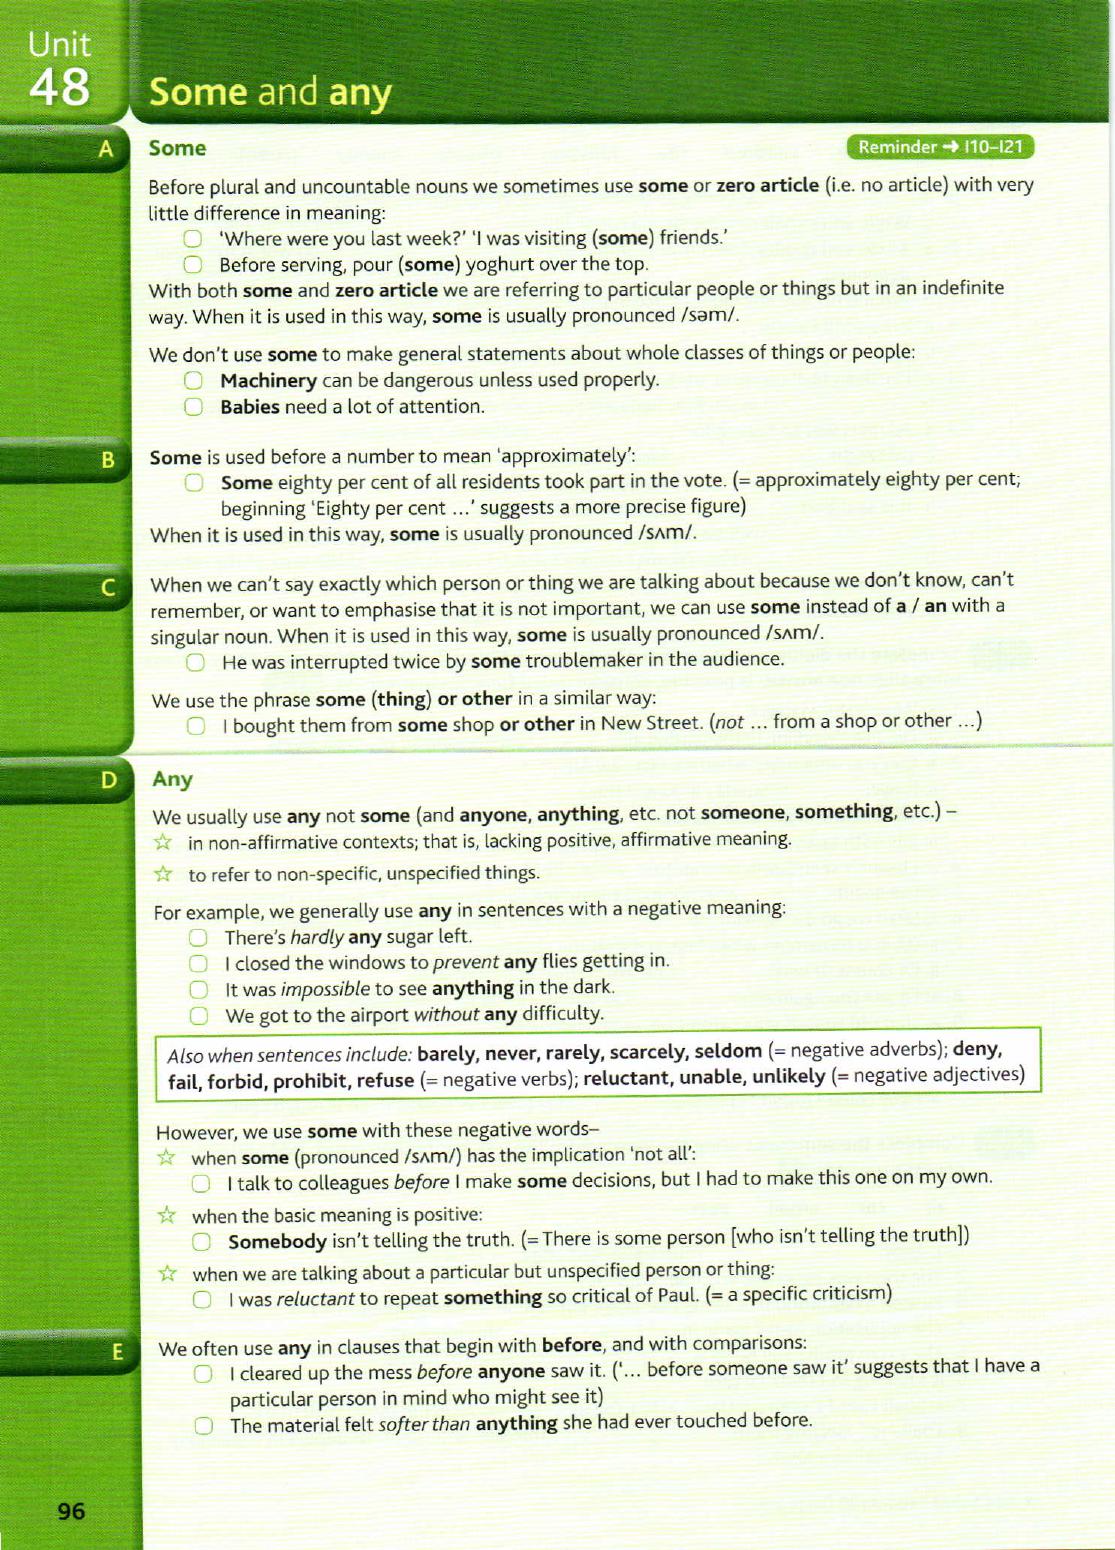 Unit
48
Some and any
A
Some
Reminder ➜ I10–I21
Before plural and uncountable nouns we sometimes use some or zero article (i.e. no article) with very
little difference in meaning:
'Where were you last week?' 'I was visiting (some) friends.'
Before serving, pour (some) yoghurt over the top.
With both some and zero article we are referring to particular people or things but in an indefinite
way. When it is used in this way, some is usually pronounced /səm/.
We don't use some to make general statements about whole classes of things or people:
Machinery can be dangerous unless used properly.
Babies need a lot of attention.
B
Some is used before a number to mean 'approximately':
Some eighty per cent of all residents took part in the vote. (= approximately eighty per cent;
beginning 'Eighty per cent ...' suggests a more precise figure)
When it is used in this way, some is usually pronounced /sʌm/.
C
When we can't say exactly which person or thing we are talking about because we don't know, can't
remember, or want to emphasise that it is not important, we can use some instead of a / an with a
singular noun. When it is used in this way, some is usually pronounced /sʌm/.
He was interrupted twice by some troublemaker in the audience.
We use the phrase some (thing) or other in a similar way:
I bought them from some shop or other in New Street. (not ... from a shop or other ...)
D
Any
We usually use any not some (and anyone, anything, etc. not someone, something, etc.) –
☆ in non-affirmative contexts; that is, lacking positive, affirmative meaning.
☆ to refer to non-specific, unspecified things.
For example, we generally use any in sentences with a negative meaning:
There's hardly any sugar left.
I closed the windows to prevent any flies getting in.
It was impossible to see anything in the dark.
We got to the airport without any difficulty.
Also when sentences include: barely, never, rarely, scarcely, seldom (= negative adverbs); deny,
fail, forbid, prohibit, refuse (= negative verbs); reluctant, unable, unlikely (= negative adjectives)
However, we use some with these negative words–
☆ when some (pronounced /sʌm/) has the implication 'not all':
I talk to colleagues before I make some decisions, but I had to make this one on my own.
☆ when the basic meaning is positive:
Somebody isn't telling the truth. (= There is some person [who isn't telling the truth])
☆ when we are talking about a particular but unspecified person or thing:
I was reluctant to repeat something so critical of Paul. (= a specific criticism)
E
We often use any in clauses that begin with before, and with comparisons:
I cleared up the mess before anyone saw it. ('... before someone saw it' suggests that I have a
particular person in mind who might see it)
The material felt softer than anything she had ever touched before.
96